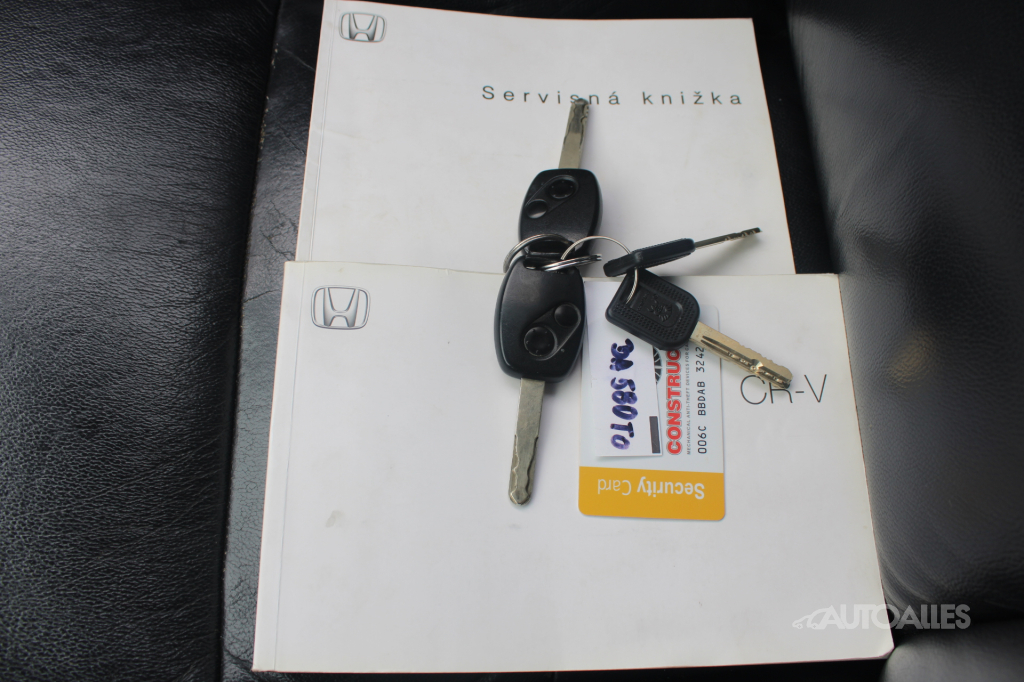 Servisná knižka
CR-V
CONSTRUC
006C BBDAB 3242
Security Card
AUTOALLES